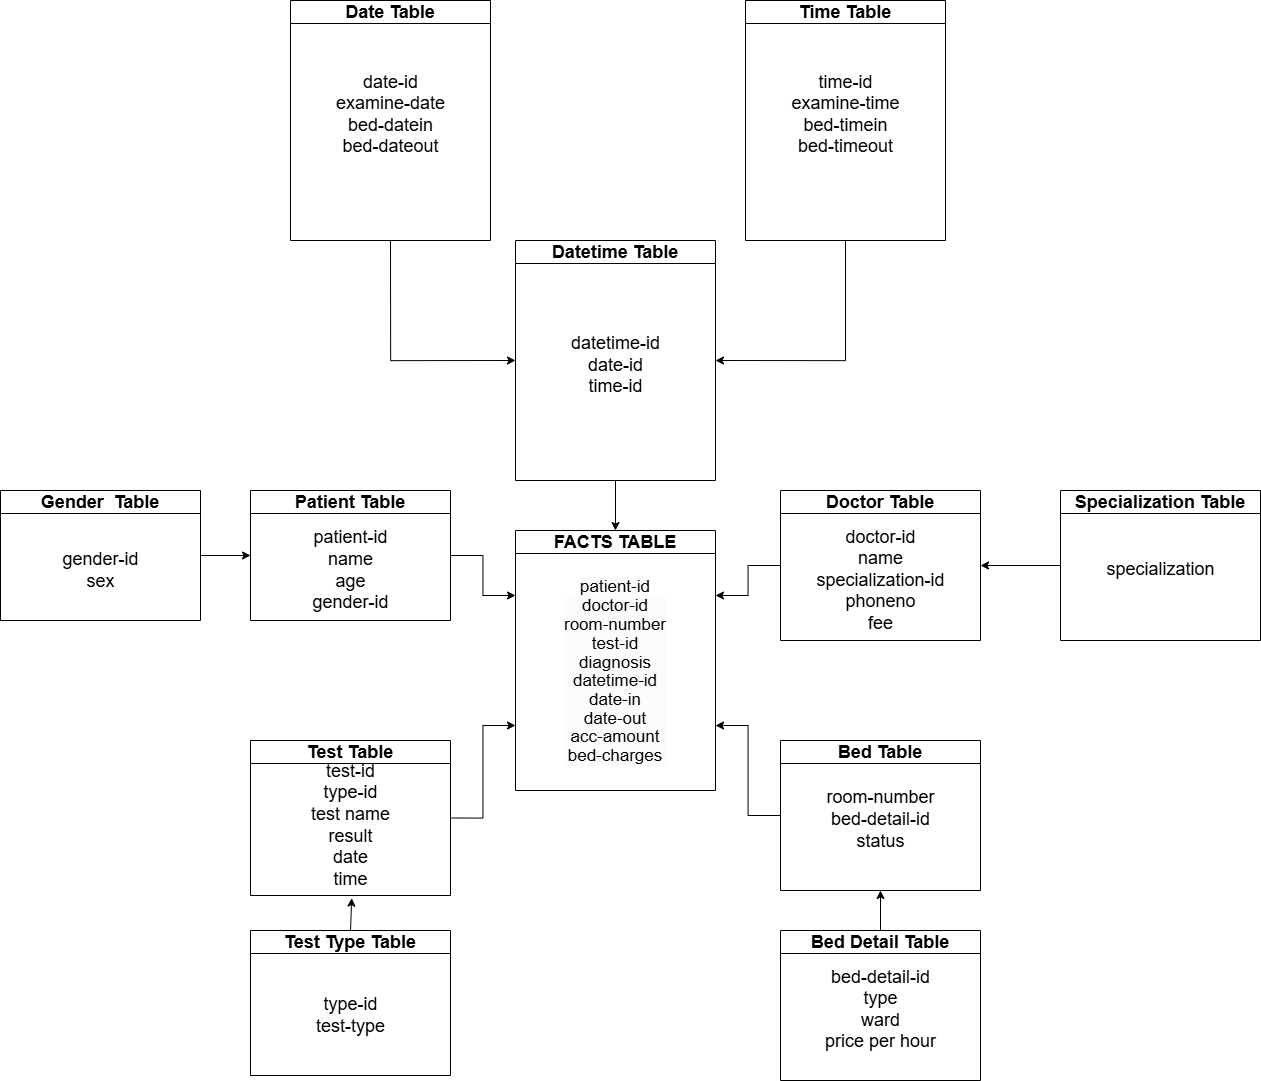 Date Table
date-id
examine-date
bed-datein
bed-dateout
Time Table
time-id
examine-time
bed-timein
bed-timeout
Datetime Table
datetime-id
date-id
time-id
Gender  Table
gender-id
sex
Patient Table
patient-id
name
age
gender-id
FACTS TABLE
patient-id
doctor-id
room-number
test-id
diagnosis
datetime-id
date-in
date-out
acc-amount
bed-charges
Doctor Table
doctor-id
name
specialization-id
phoneno
fee
Specialization Table
specialization
Test Table
test-id
type-id
test name
result
date
time
Bed Table
room-number
bed-detail-id
status
Test Type Table
type-id
test-type
Bed Detail Table
bed-detail-id
type
ward
price per hour